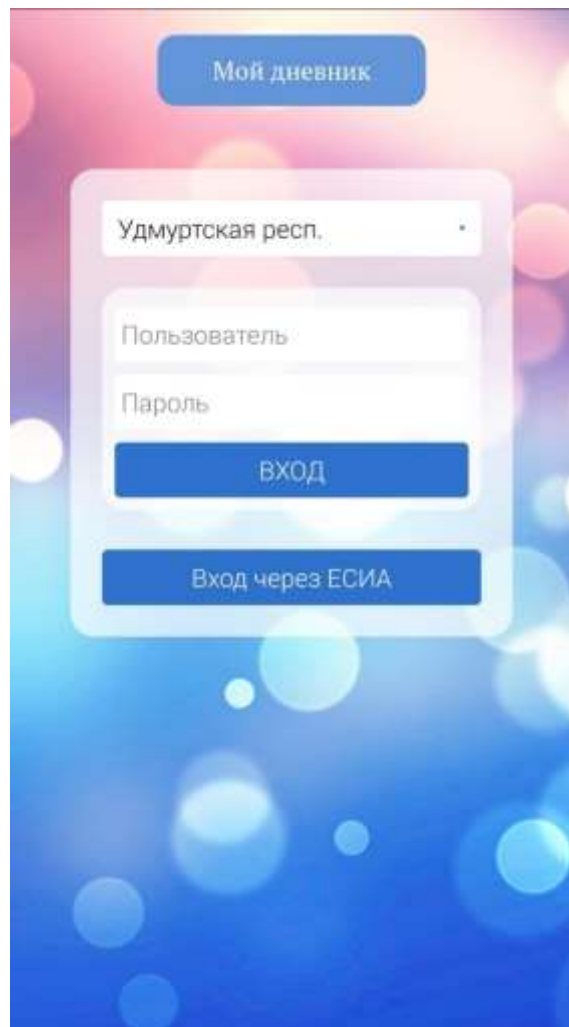 Мой дневник
Удмуртская респ.
Пользователь
Пароль
ВХОД
Вход через ЕСИА